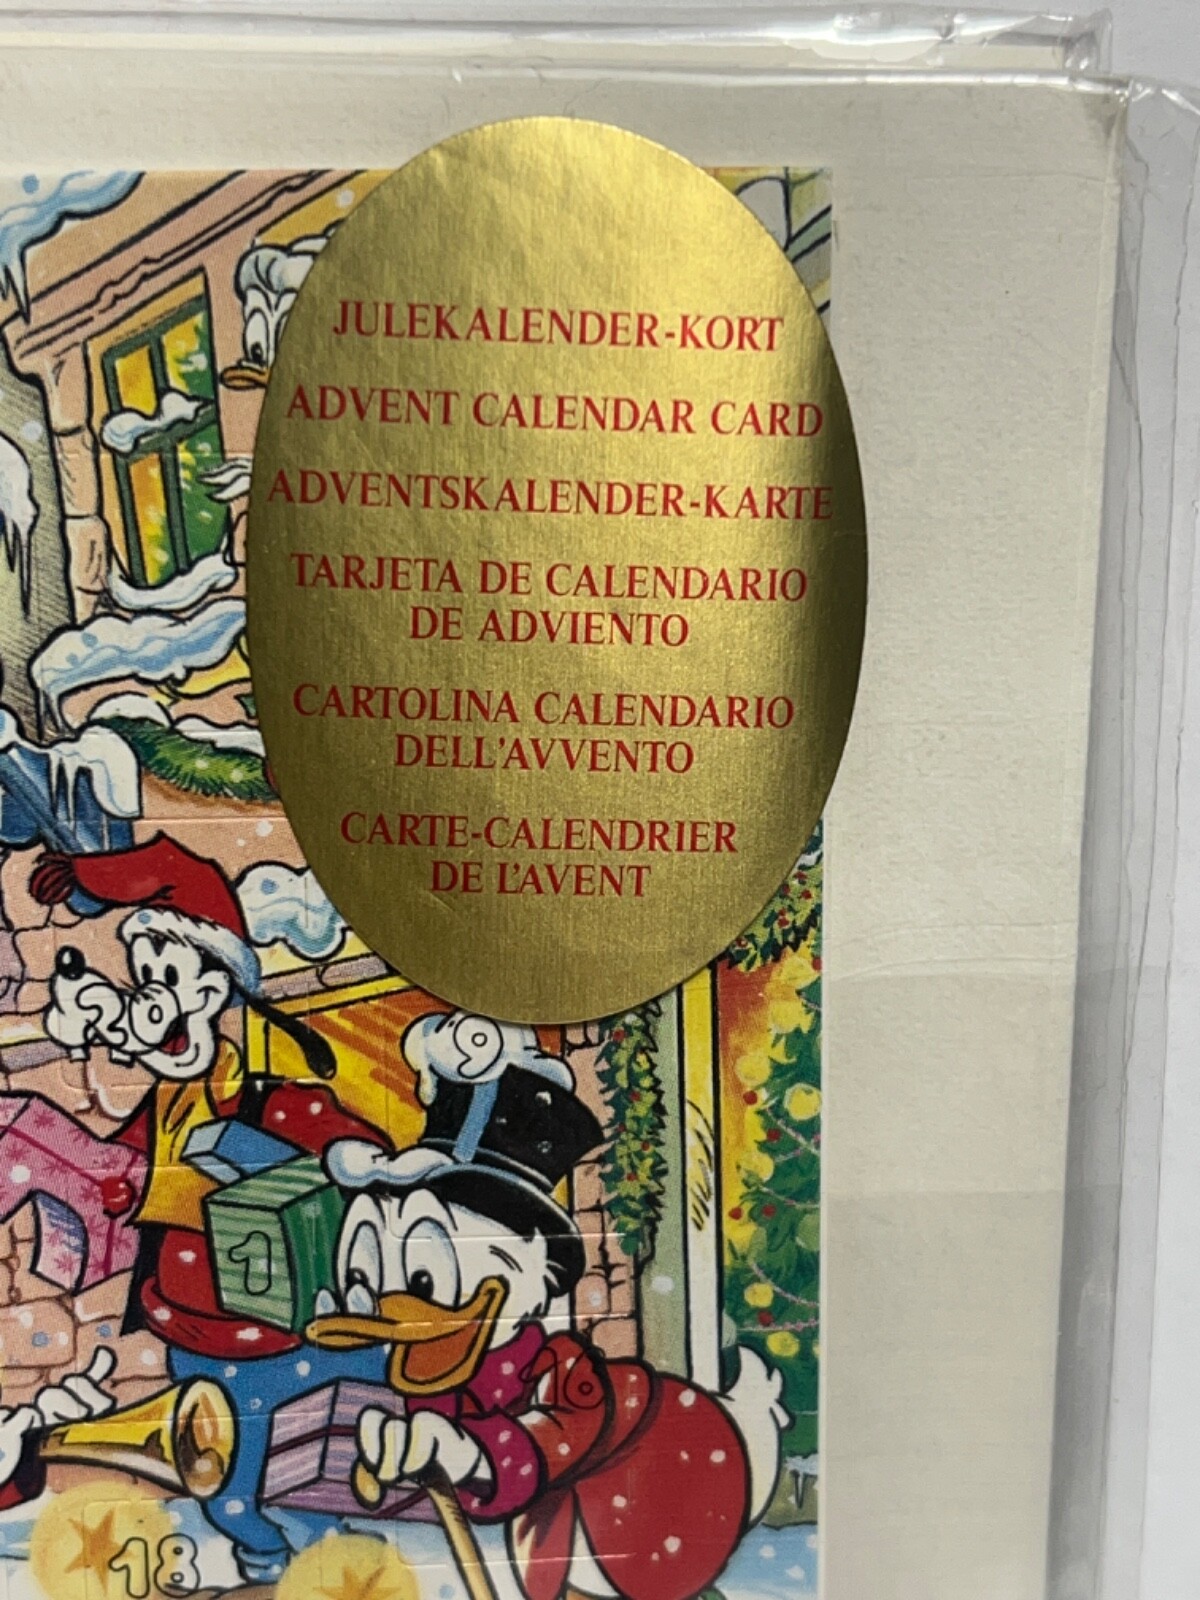 JULEKALENDER-KORT
ADVENT CALENDAR CARD
ADVENTSKALENDER-KARTE
TARJETA DE CALENDARIO
DE ADVIENTO
CARTOLINA CALENDARIO
DELL'AVVENTO
CARTE-CALENDRIER
DE L'AVENT
20
9
1
16
18